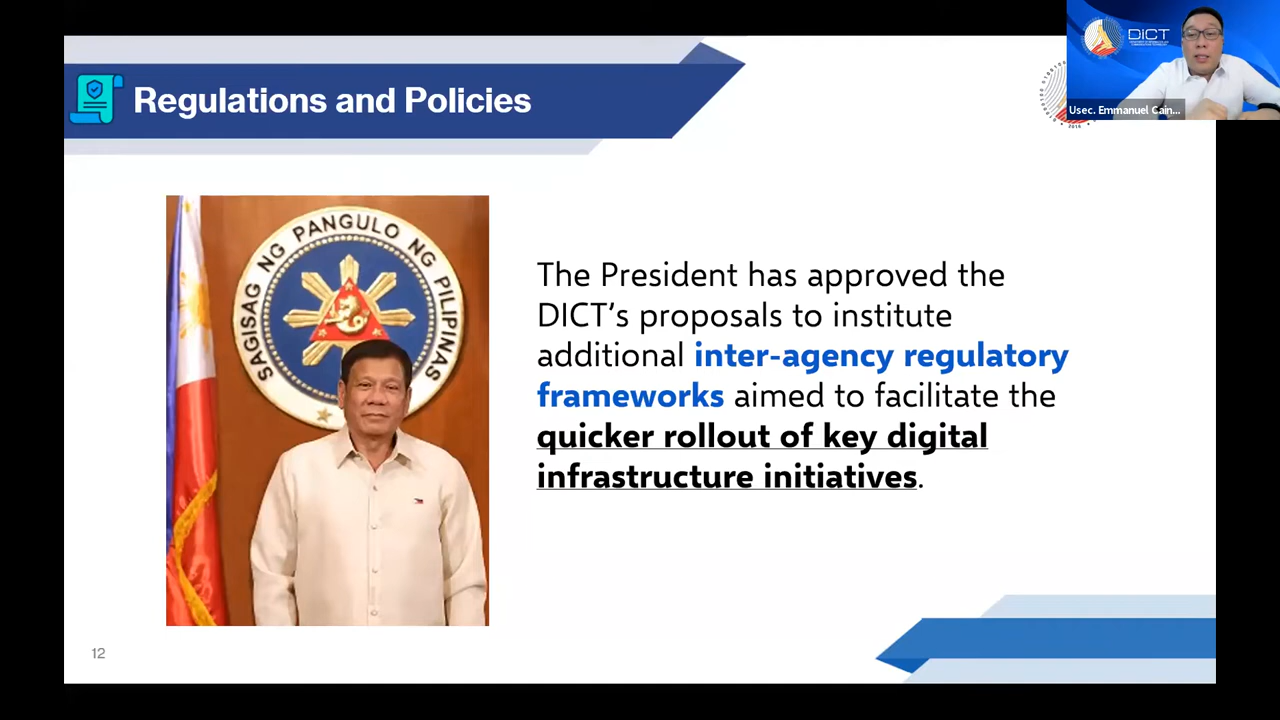 Regulations and Policies
DICT
Usec. Emmanuel Cain...
SAGISAG NG PANGULO NG PILIPINAS
The President has approved the
DICT’s proposals to institute
additional inter-agency regulatory
frameworks aimed to facilitate the
quicker rollout of key digital
infrastructure initiatives.
12